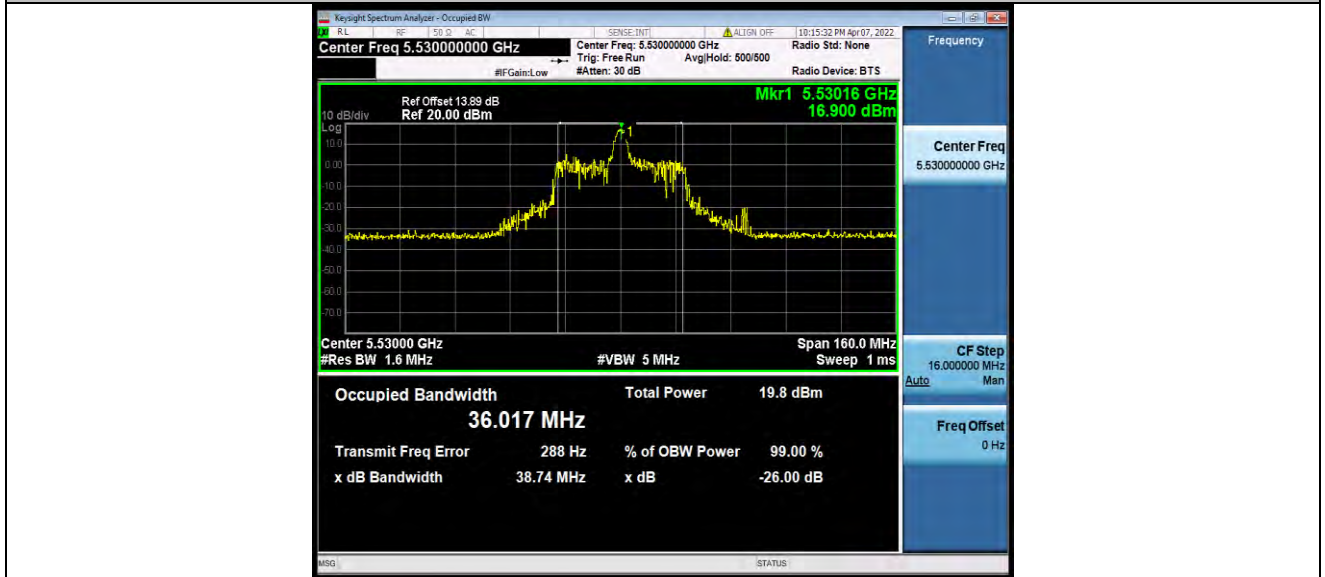 Keysight Spectrum Analyzer - Occupied BW
RL RF 50 Ω AC SENSE:INT ALIGN OFF 10:15:32 PM Apr 07, 2022
Center Freq 5.530000000 GHz
Center Freq: 5.530000000 GHz
Radio Std: None
Trig: Free Run Avg|Hold: 500/500
#IFGain:Low
#Atten: 30 dB
Radio Device: BTS
Frequency
Mkr1 5.53016 GHz
16.900 dBm
Ref Offset 13.89 dB
10 dB/div Ref 20.00 dBm
Log
10.0
0.00
-10.0
-20.0
-30.0
-40.0
-50.0
-60.0
-70.0
1
Center Freq
5.530000000 GHz
Center 5.53000 GHz
Span 160.0 MHz
#Res BW 1.6 MHz
#VBW 5 MHz
Sweep 1 ms
CF Step
16.000000 MHz
Auto Man
Occupied Bandwidth
Total Power 19.8 dBm
36.017 MHz
Transmit Freq Error 288 Hz
% of OBW Power 99.00 %
x dB Bandwidth 38.74 MHz
x dB -26.00 dB
Freq Offset
0 Hz
MSG
STATUS